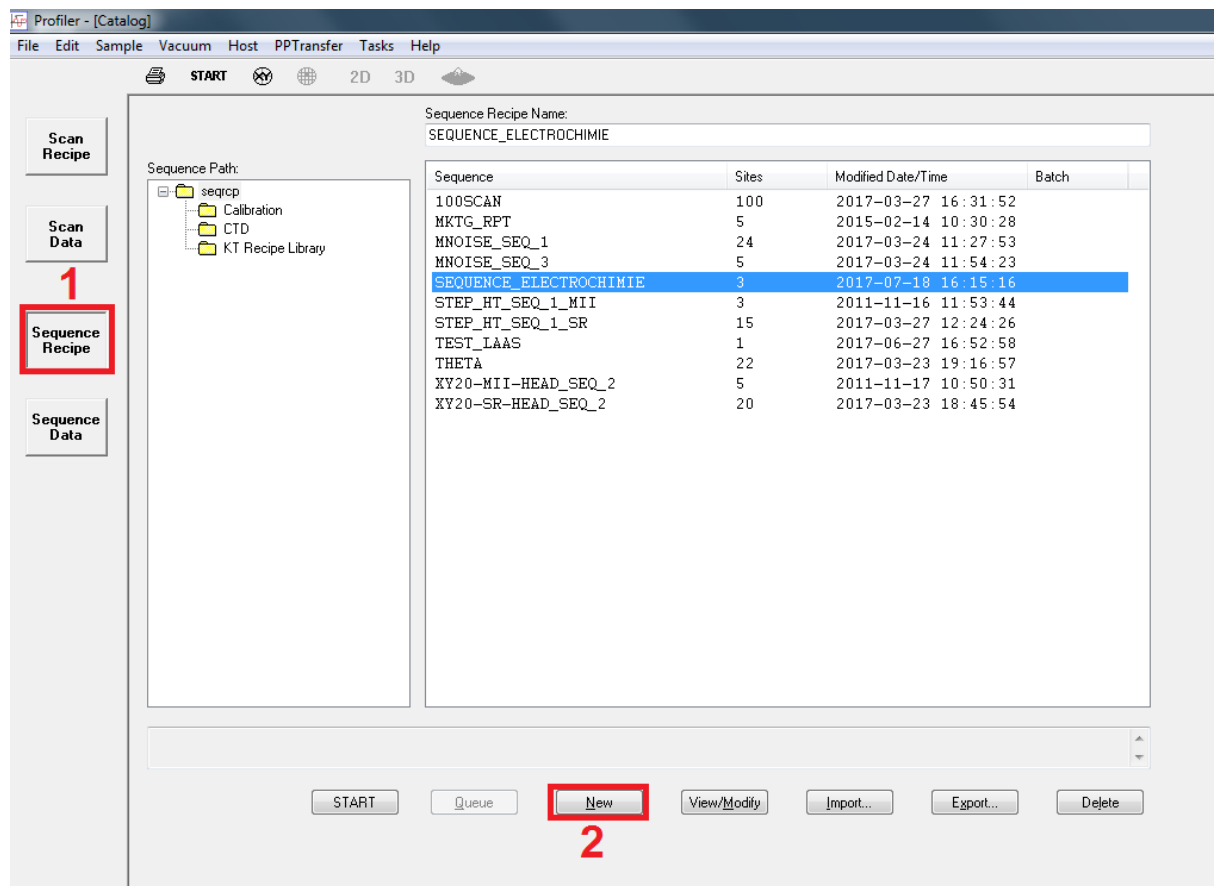 Profiler - [Catalog]
File Edit Sample Vacuum Host PPTransfer Tasks Help
START 2D 3D
Scan
Recipe
Scan
Data
1
Sequence
Recipe
Sequence
Data
Sequence Recipe Name:
SEQUENCE_ELECTROCHIMIE
Sequence Path:
seqrcp
Calibration
CTD
KT Recipe Library
Sequence Sites Modified Date/Time Batch
100SCAN 100 2017-03-27 16:31:52
MKTG_RPT 5 2015-02-14 10:30:28
MNOISE_SEQ_1 24 2017-03-24 11:27:53
MNOISE_SEQ_3 5 2017-03-24 11:54:23
SEQUENCE_ELECTROCHIMIE 3 2017-07-18 16:15:16
STEP_HT_SEQ_1_MII 3 2011-11-16 11:53:44
STEP_HT_SEQ_1_SR 15 2017-03-27 12:24:26
TEST_LAAS 1 2017-06-27 16:52:58
THETA 22 2017-03-23 19:16:57
XY20-MII-HEAD_SEQ_2 5 2011-11-17 10:50:31
XY20-SR-HEAD_SEQ_2 20 2017-03-23 18:45:54
START Queue New View/Modify Import... Export... Delete
2